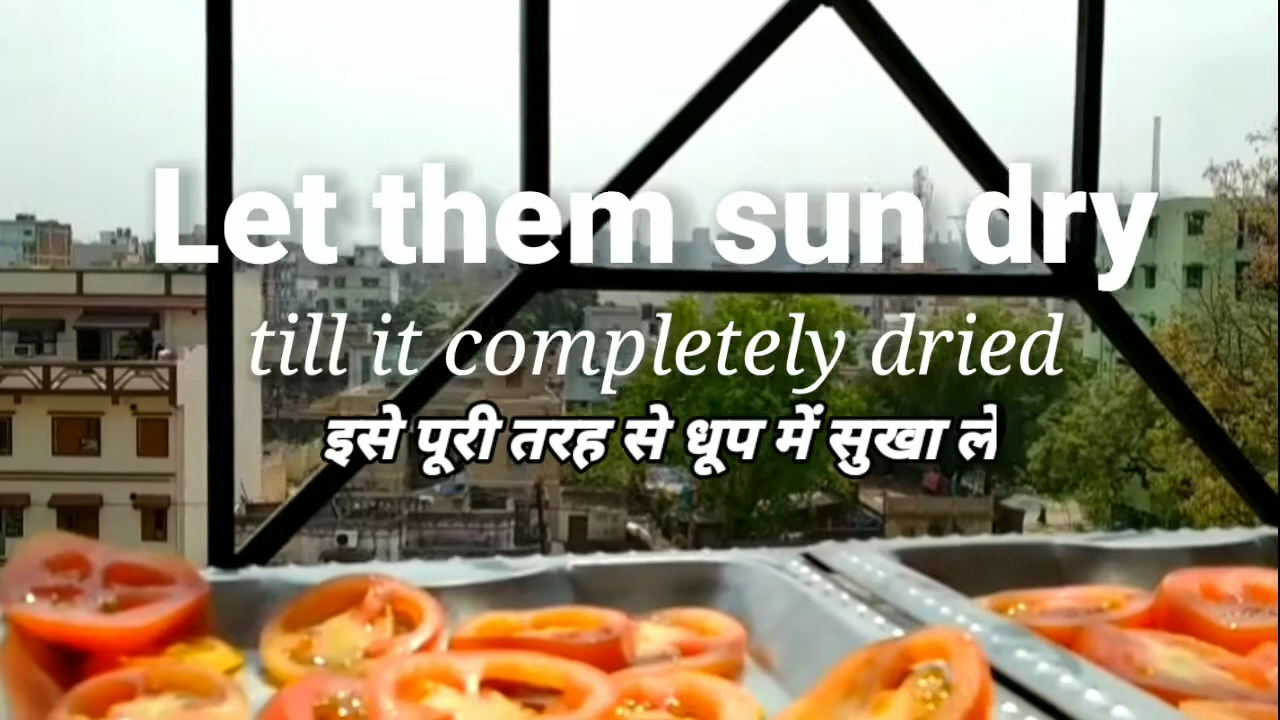 Let them sun dry
till it completely dried
इसे पूरी तरह से धूप में सुखा ले